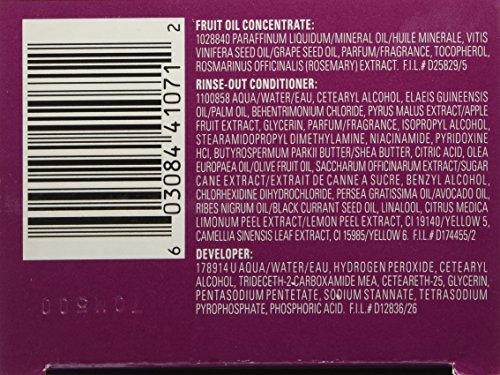 FRUIT OIL CONCENTRATE:
1028840 PARAFFINUM LIQUIDUM/MINERAL OIL/HUILE MINERALE, VITIS
VINIFERA SEED OIL/GRAPE SEED OIL, PARFUM/FRAGRANCE, TOCOPHEROL,
ROSMARINUS OFFICINALIS (ROSEMARY) EXTRACT. F.I.L.# D25829/5
RINSE-OUT CONDITIONER:
1100858 AQUA/WATER/EAU, CETEARYL ALCOHOL, ELAEIS GUINEENSIS
OIL/PALM OIL, BEHENTRIMONIUM CHLORIDE, PYRUS MALUS EXTRACT/APPLE
FRUIT EXTRACT, GLYCERIN, PARFUM/FRAGRANCE, ISOPROPYL ALCOHOL,
STEARAMIDOPROPYL DIMETHYLAMINE, NIACINAMIDE, PYRIDOXINE
HCI, BUTYROSPERMUM PARKII BUTTER/SHEA BUTTER, CITRIC ACID, OLEA
EUROPAEA OIL/OLIVE FRUIT OIL, SACCHARUM OFFICINARUM EXTRACT/SUGAR
CANE EXTRACT/EXTRAIT DE CANNE A SUCRE, BENZYL ALCOHOL,
CHLORHEXIDINE DIHYDROCHLORIDE, PERSEA GRATISSIMA OIL/AVOCADO OIL,
RIBES NIGRUM OIL/BLACK CURRANT SEED OIL, LINALOOL, CITRUS MEDICA
LIMONUM PEEL EXTRACT/LEMON PEEL EXTRACT, CI 19140/YELLOW 5,
CAMELLIA SINENSIS LEAF EXTRACT, CI 15985/YELLOW 6. F.I.L.# D174455/2
DEVELOPER:
178914 U AQUA/WATER/EAU, HYDROGEN PEROXIDE, CETEARYL
ALCOHOL, TRIDECETH-2-CARBOXAMIDE MEA, CETEARETH-25, GLYCERIN,
PENTASODIUM PENTETATE, SODIUM STANNATE, TETRASODIUM
PYROPHOSPHATE, PHOSPHORIC ACID. F.I.L.# D12836/26
6 03084 41071 2